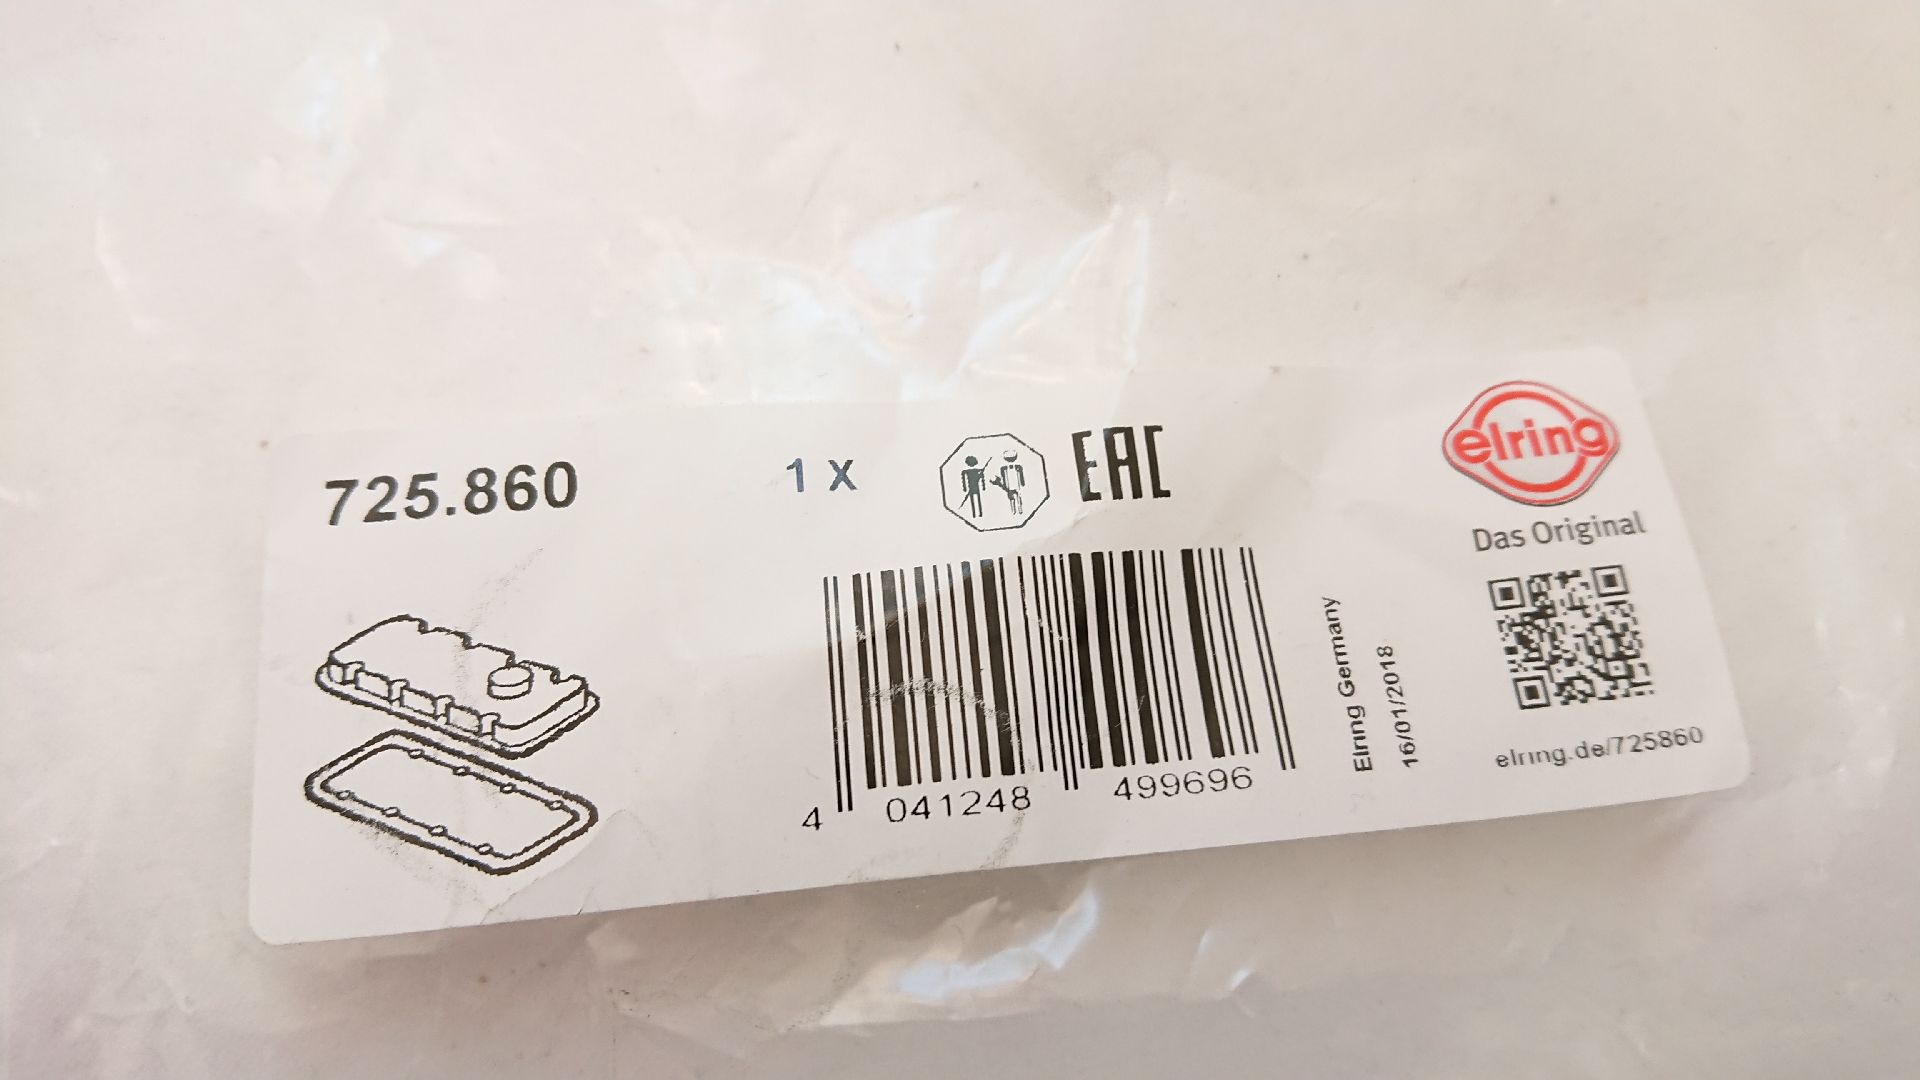 725.860
1 x
EAC
elring
Das Original
4 041248 499696
Elring Germany
16/01/2018
elring.de/725860